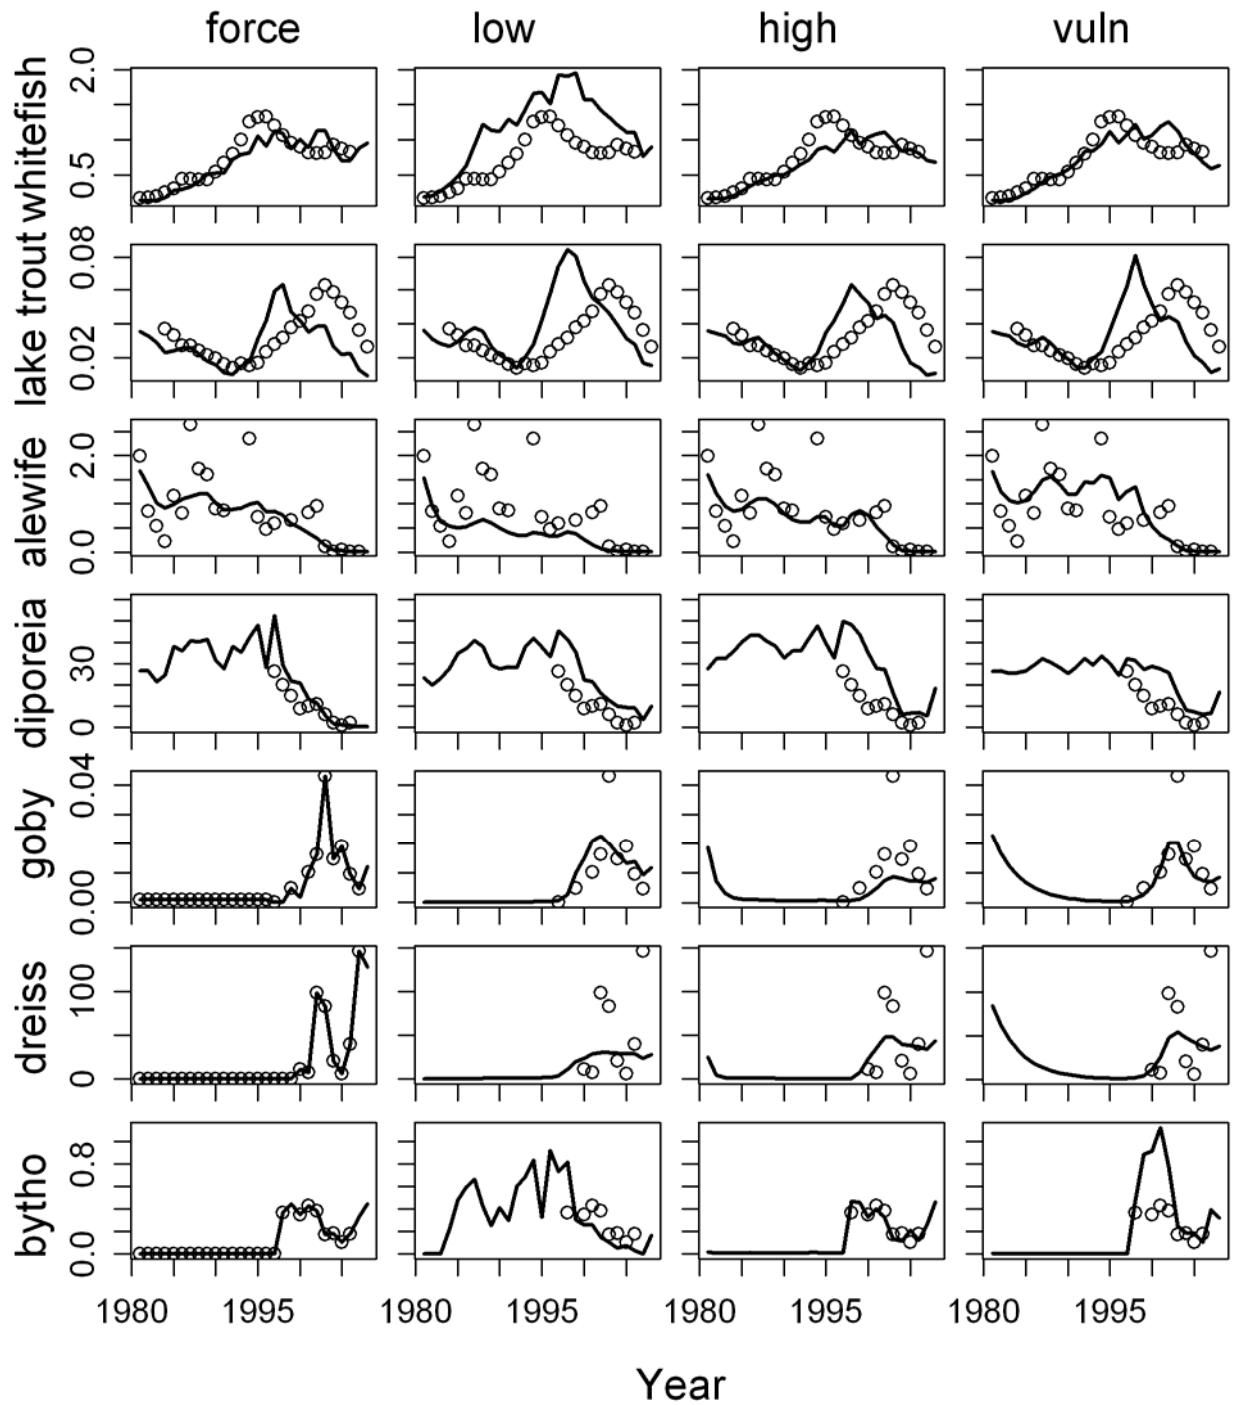 force low high vuln
whitefish
0.5 2.0
lake trout
0.02 0.08
alewife
0.0 2.0
diporeia
0 30
goby
0.00 0.04
dreiss
0 100
bytho
0.0 0.8
1980 1995 1980 1995 1980 1995 1980 1995
Year